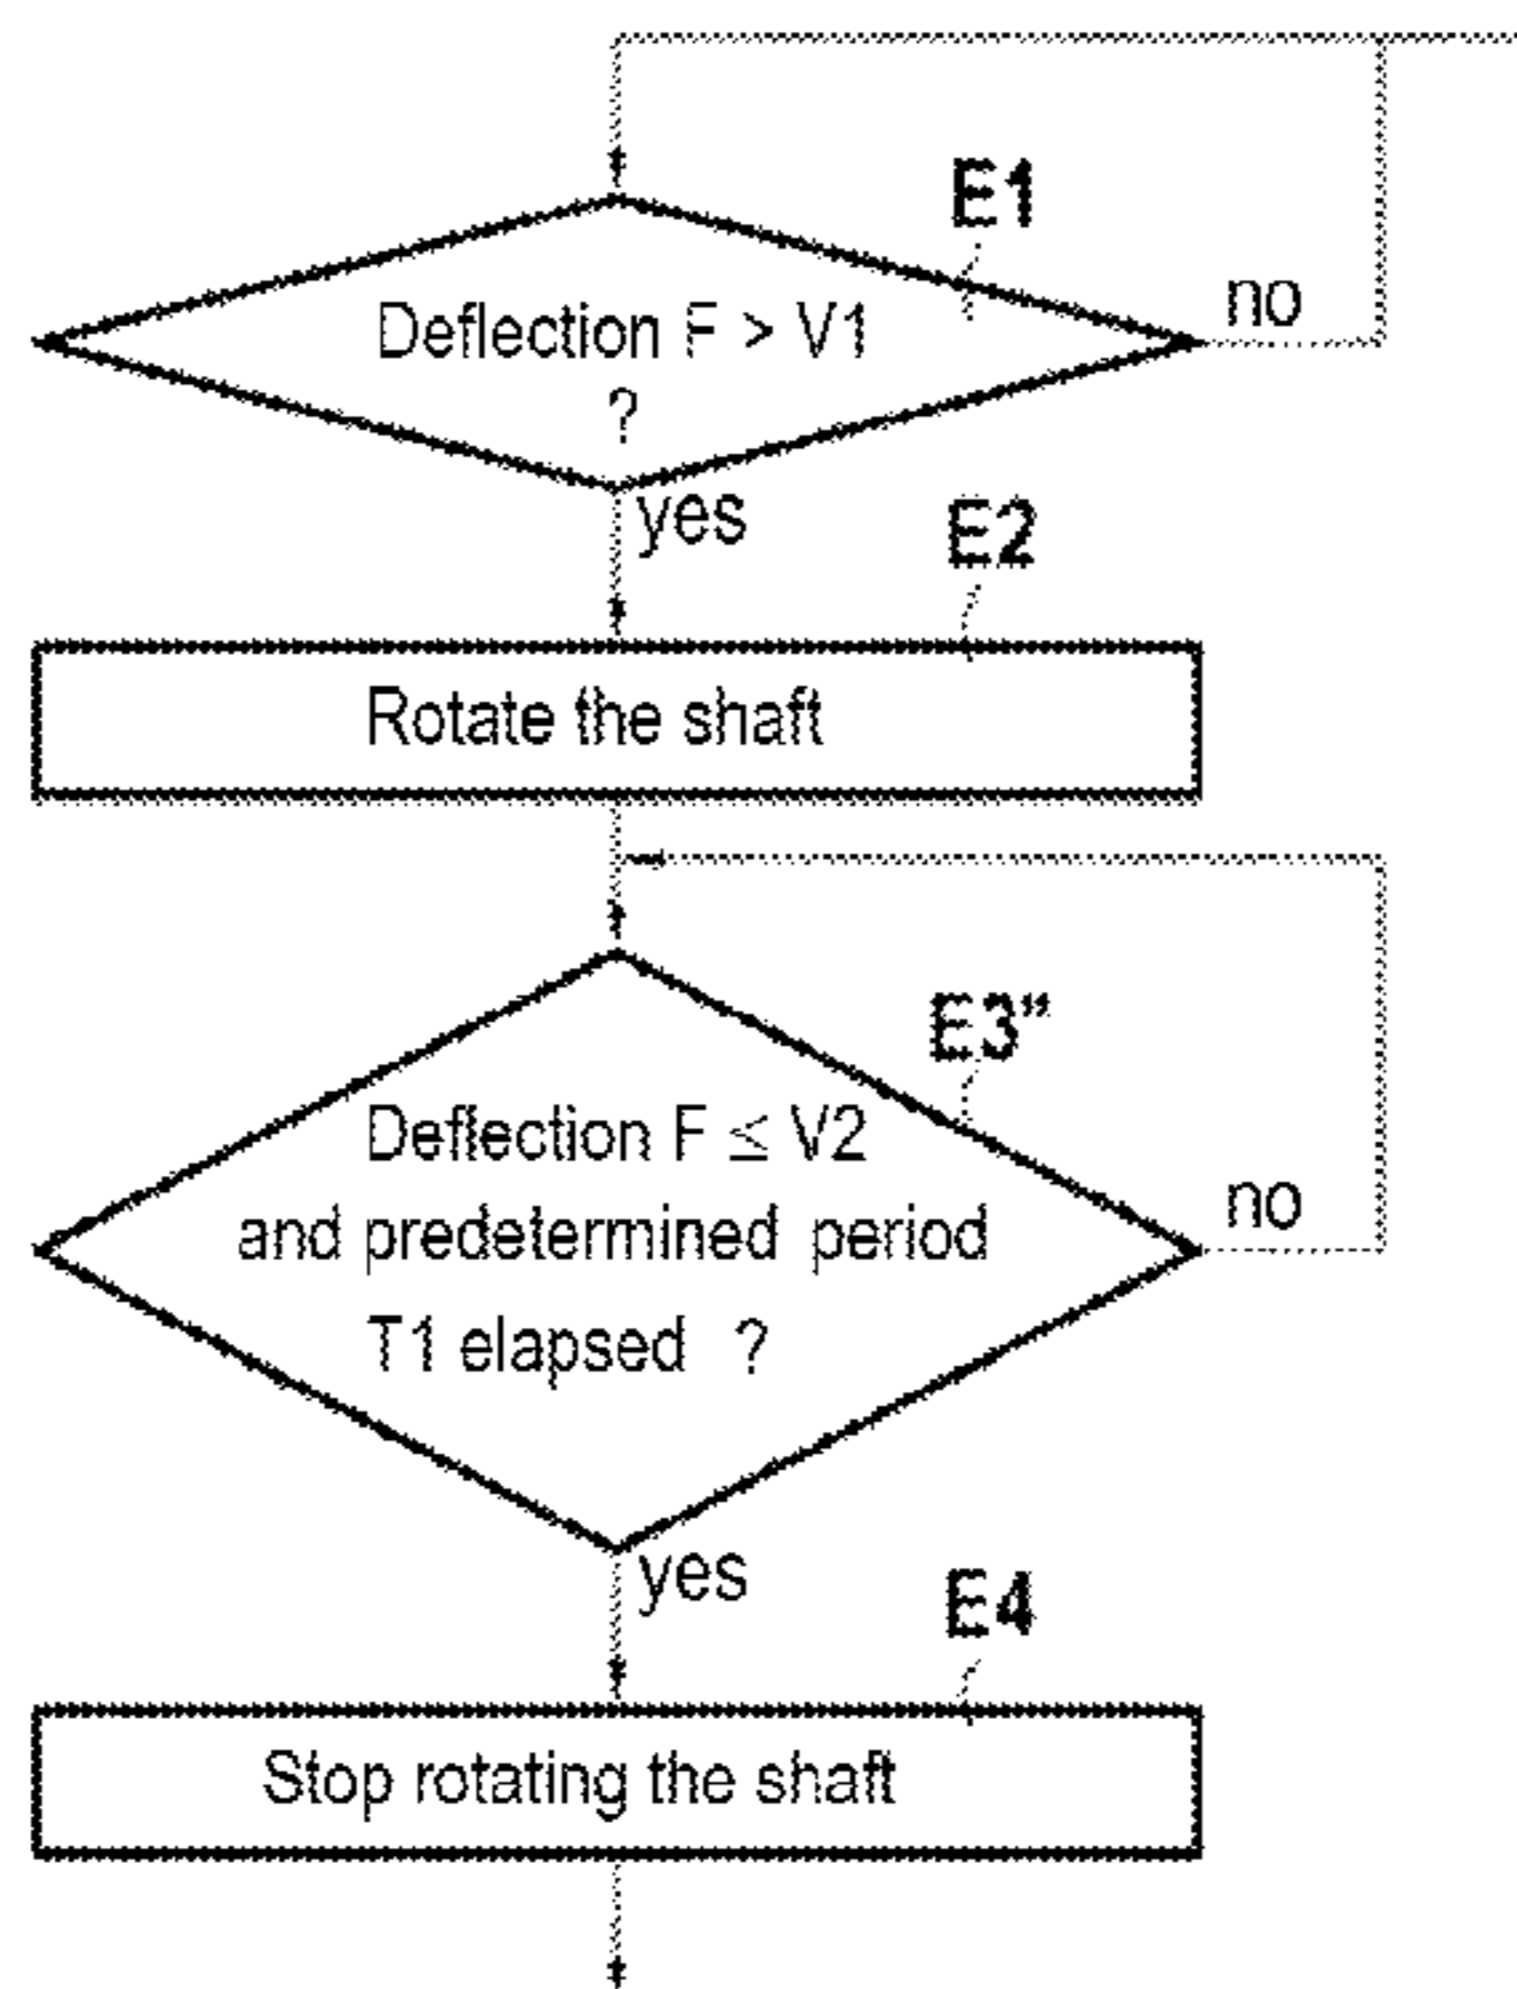 E1
Deflection F > V1
?
no
yes
E2
Rotate the shaft
E3"
Deflection F ≤ V2
and predetermined period
T1 elapsed ?
no
yes
E4
Stop rotating the shaft